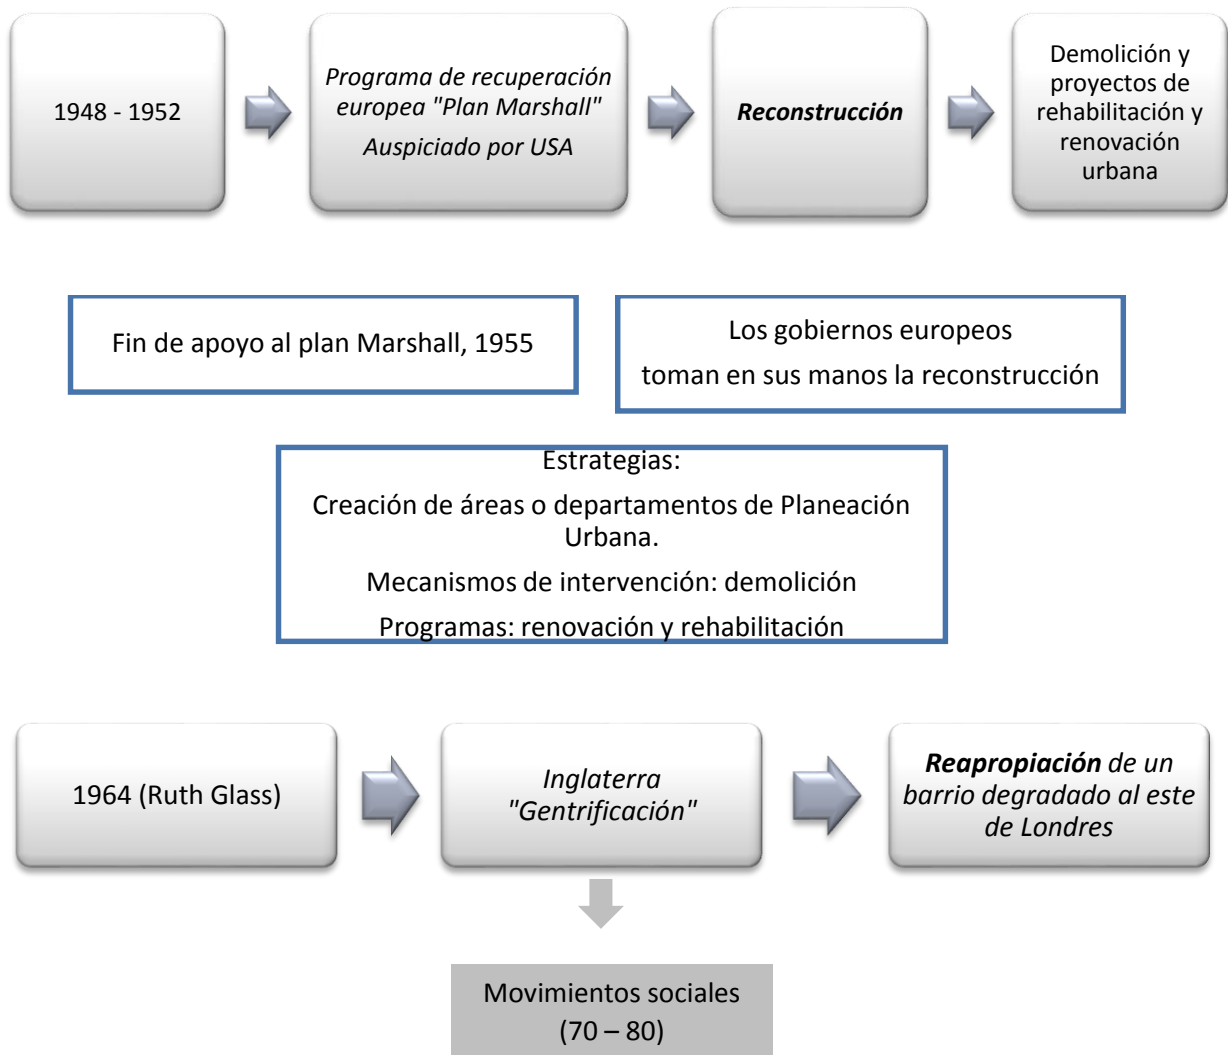 1948 - 1952
Programa de recuperación
europea "Plan Marshall"
Auspiciado por USA
Reconstrucción
Demolición y
proyectos de
rehabilitación y
renovación
urbana
Fin de apoyo al plan Marshall, 1955
Los gobiernos europeos
toman en sus manos la reconstrucción
Estrategias:
Creación de áreas o departamentos de Planeación
Urbana.
Mecanismos de intervención: demolición
Programas: renovación y rehabilitación
1964 (Ruth Glass)
Inglaterra
"Gentrificación"
Reapropiación de un
barrio degradado al este
de Londres
Movimientos sociales
(70 – 80)